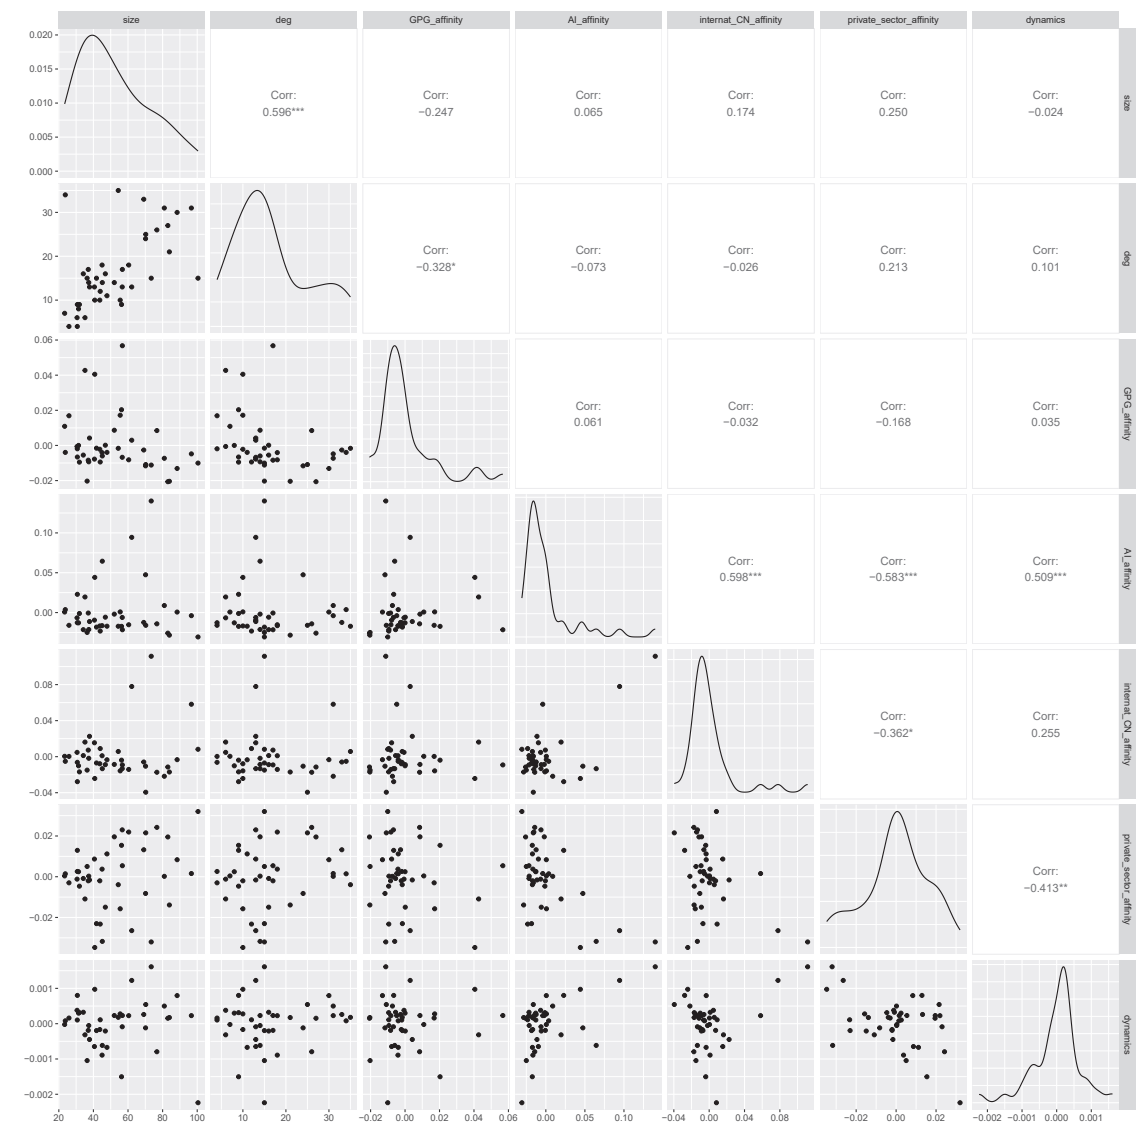 size deg GPG_affinity AI_affinity internat_CN_affinity private_sector_affinity dynamics
0.020
0.015
0.010
0.005
0.000
Corr:
0.596***
Corr:
−0.247
Corr:
0.065
Corr:
0.174
Corr:
0.250
Corr:
−0.024
size
30
20
10
Corr:
−0.328*
Corr:
−0.073
Corr:
−0.026
Corr:
0.213
Corr:
0.101
deg
0.06
0.04
0.02
0.00
−0.02
Corr:
0.061
Corr:
−0.032
Corr:
−0.168
Corr:
0.035
GPG_affinity
0.10
0.05
0.00
Corr:
0.598***
Corr:
−0.583***
Corr:
0.509***
AI_affinity
0.08
0.04
0.00
−0.04
Corr:
−0.362*
Corr:
0.255
internat_CN_affinity
0.02
0.00
−0.02
Corr:
−0.413**
private_sector_affinity
0.001
0.000
−0.001
−0.002
dynamics
20 40 60 80 100 10 20 30 −0.02 0.00 0.02 0.04 0.06 0.00 0.05 0.10 −0.04 0.00 0.04 0.08 −0.02 0.00 0.02 −0.002 −0.001 0.000 0.001